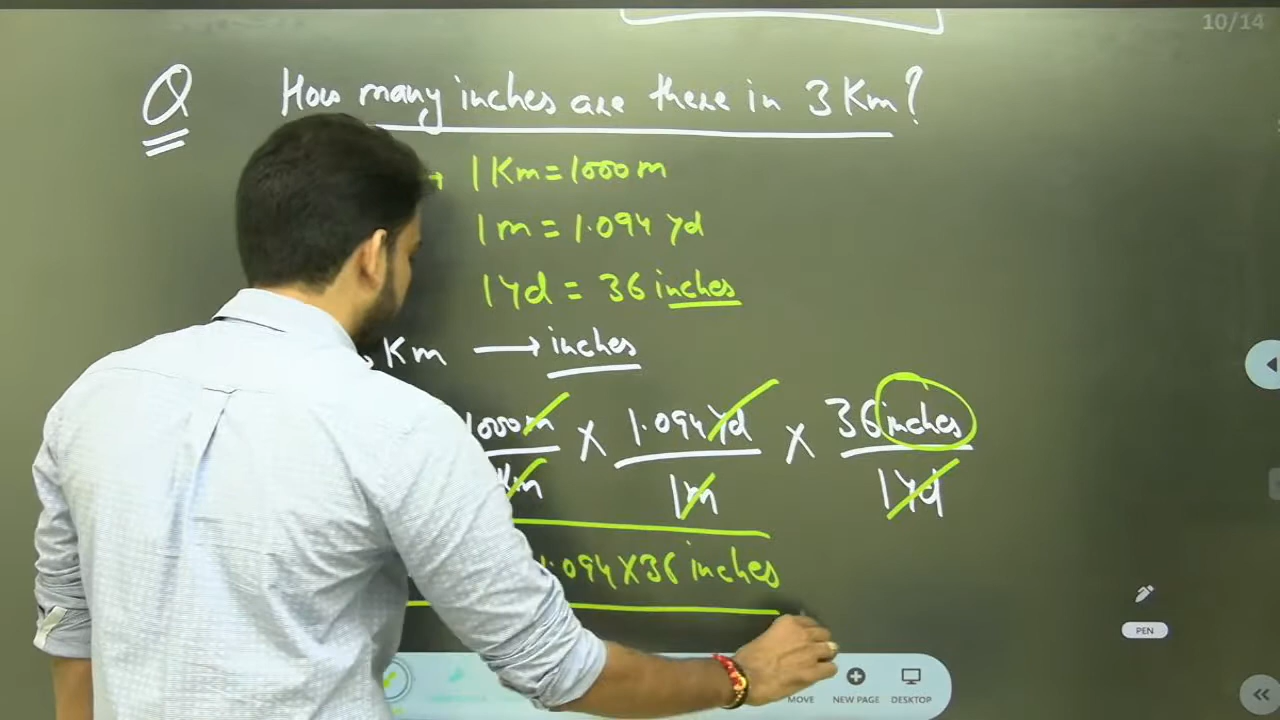 10/14
Q How many inches are there in 3 Km?
1 Km = 1000 m
1 m = 1.094 yd
1 yd = 36 inches
Km → inches
1000 m × 1.094 yd × 36 inches
Km 1 m 1 yd
1.094 × 36 inches
PEN
MOVE NEW PAGE DESKTOP